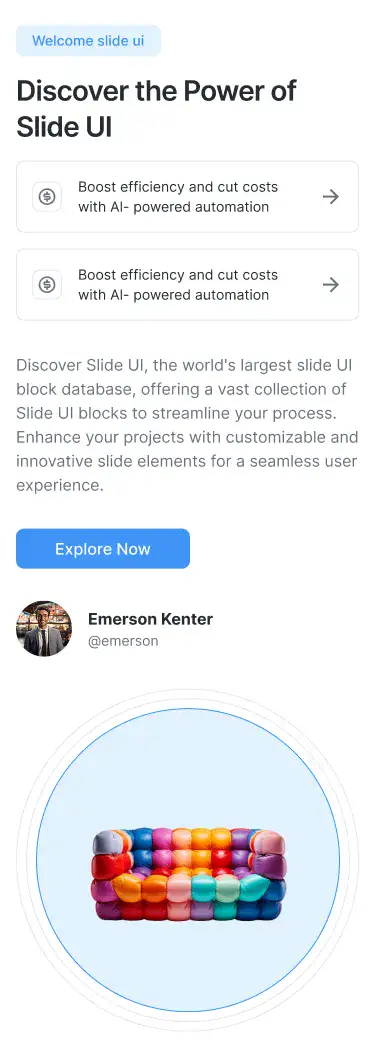 Welcome slide ui
Discover the Power of
Slide UI
Boost efficiency and cut costs
with AI- powered automation
Boost efficiency and cut costs
with AI- powered automation
Discover Slide UI, the world's largest slide UI
block database, offering a vast collection of
Slide UI blocks to streamline your process.
Enhance your projects with customizable and
innovative slide elements for a seamless user
experience.
Explore Now
Emerson Kenter
@emerson